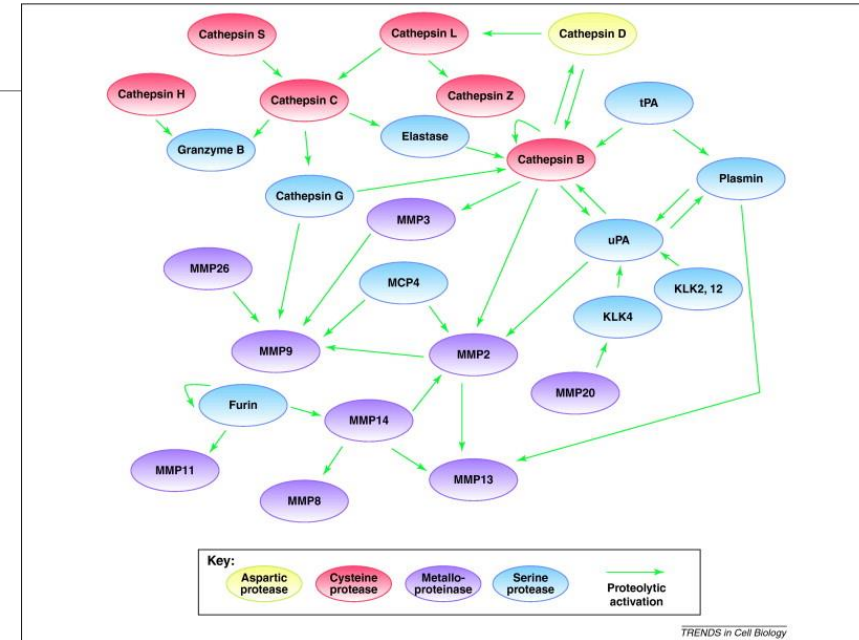 Cathepsin S
Cathepsin L
Cathepsin D
Cathepsin H
Cathepsin C
Cathepsin Z
tPA
Granzyme B
Elastase
Cathepsin B
Plasmin
Cathepsin G
MMP3
uPA
MMP26
MCP4
KLK2, 12
KLK4
MMP9
MMP2
MMP20
Furin
MMP14
MMP11
MMP8
MMP13
Key:
Aspartic
protease
Cysteine
protease
Metallo-
proteinase
Serine
protease
Proteolytic
activation
TRENDS in Cell Biology